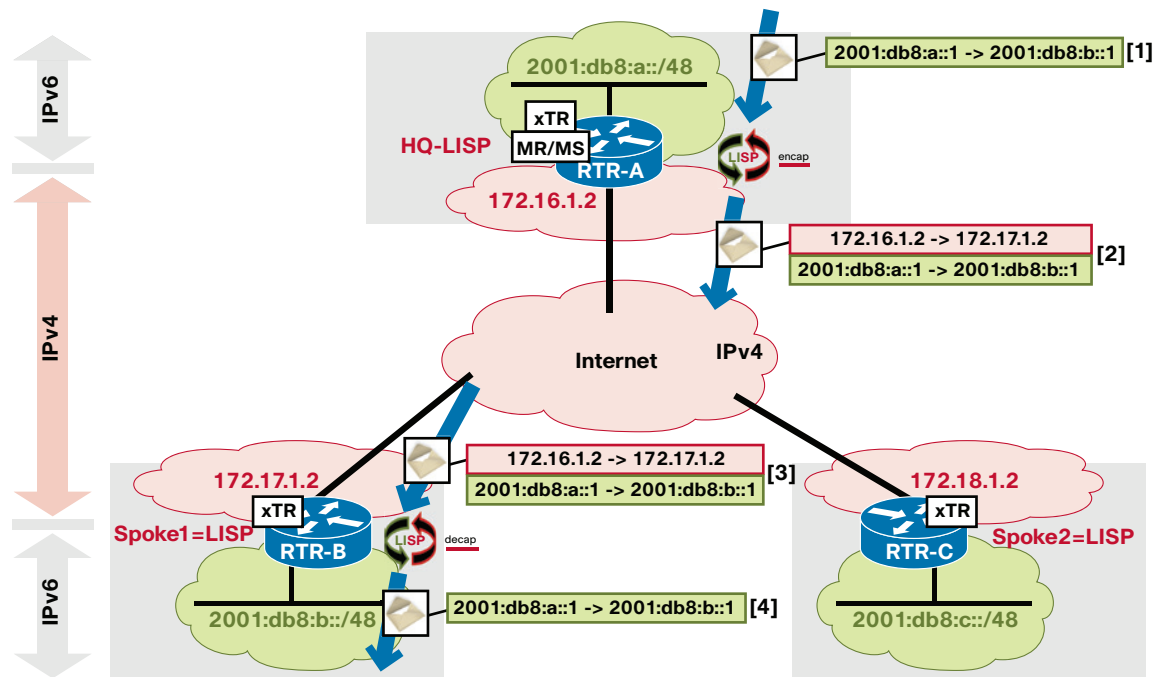 IPv6
2001:db8:a::1 -> 2001:db8:b::1 [1]
2001:db8:a::/48
xTR
MR/MS
HQ-LISP
RTR-A
LISP
encap
172.16.1.2
172.16.1.2 -> 172.17.1.2
2001:db8:a::1 -> 2001:db8:b::1
[2]
IPv4
Internet
IPv4
172.16.1.2 -> 172.17.1.2
2001:db8:a::1 -> 2001:db8:b::1
[3]
172.17.1.2
xTR
Spoke1=LISP
RTR-B
LISP
decap
172.18.1.2
xTR
Spoke2=LISP
RTR-C
IPv6
2001:db8:b::/48
2001:db8:a::1 -> 2001:db8:b::1 [4]
2001:db8:c::/48